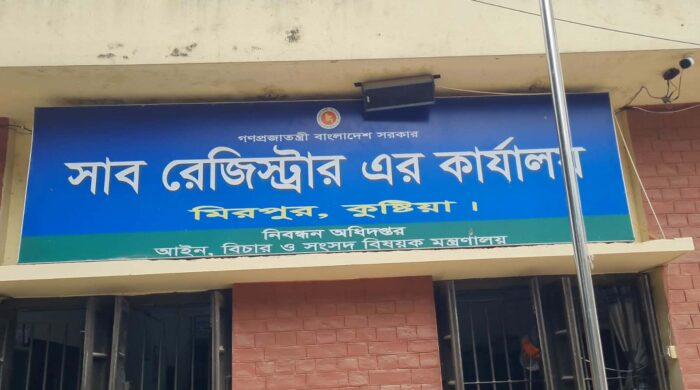 গণপ্রজাতন্ত্রী বাংলাদেশ সরকার
সাব রেজিস্ট্রার এর কার্যালয়
মিরপুর, কুষ্টিয়া।
নিবন্ধন অধিদপ্তর
আইন, বিচার ও সংসদ বিষয়ক মন্ত্রণালয়